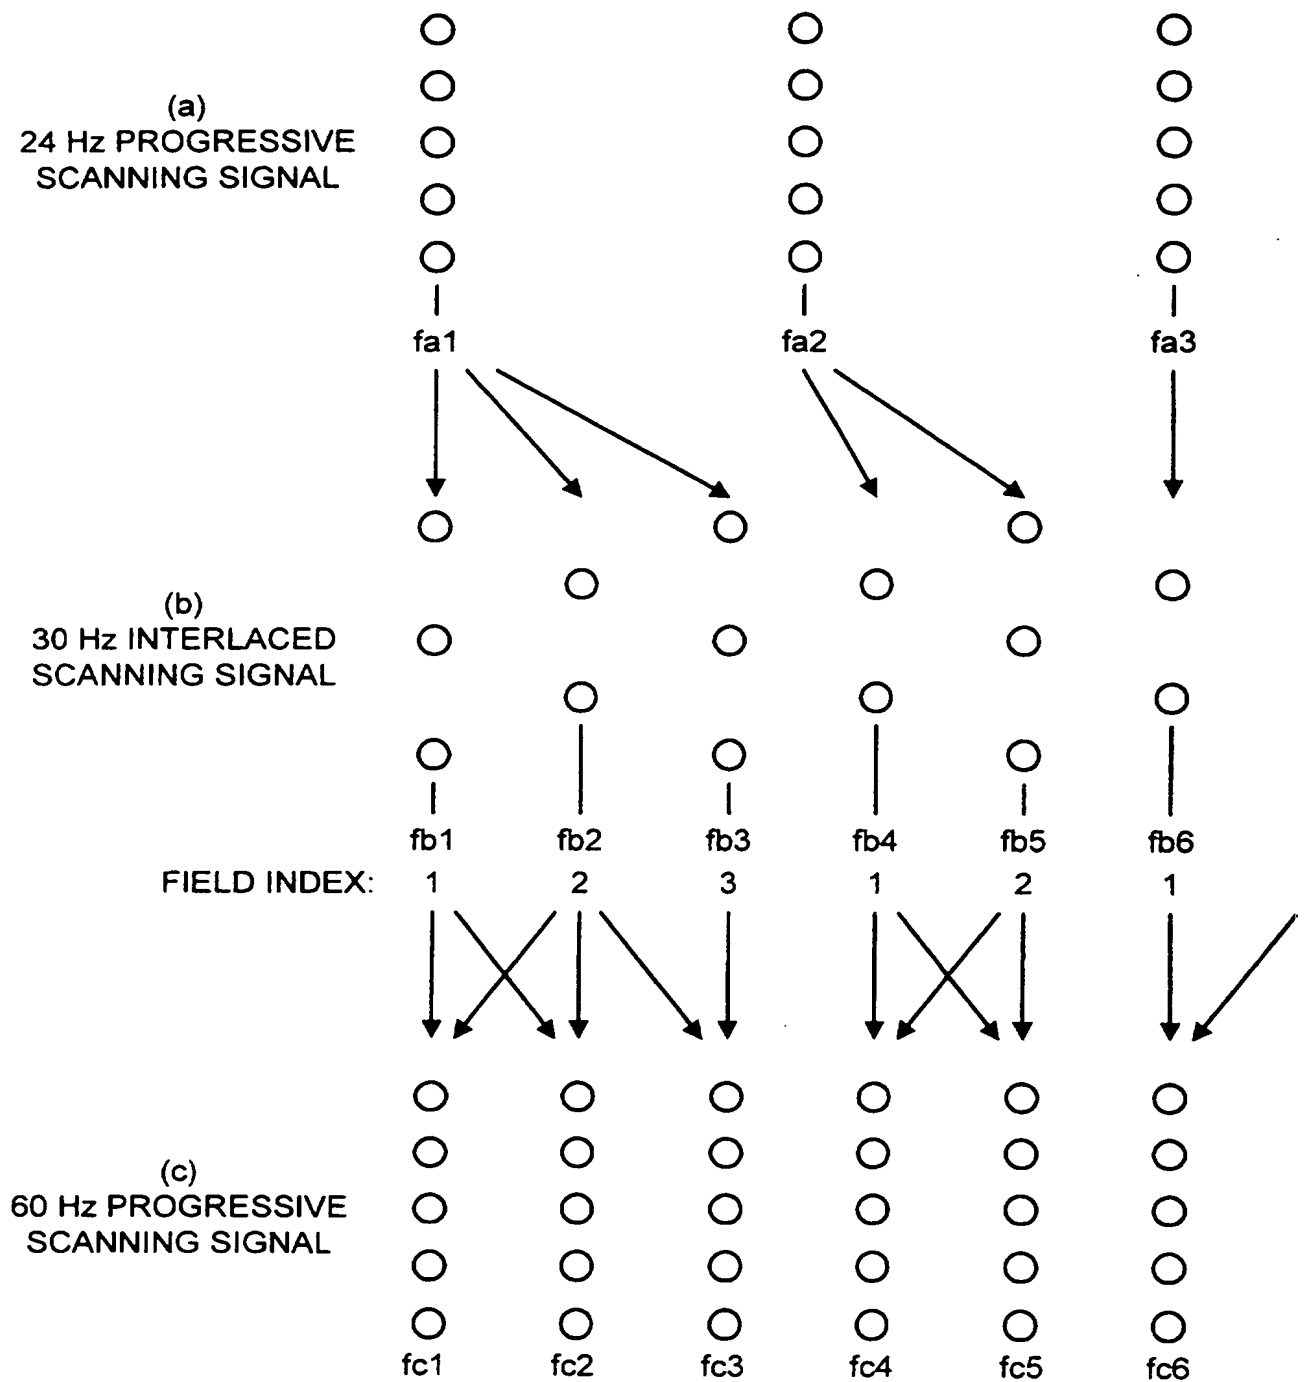 (a)
24 Hz PROGRESSIVE
SCANNING SIGNAL
fa1 fa2 fa3
(b)
30 Hz INTERLACED
SCANNING SIGNAL
fb1 fb2 fb3 fb4 fb5 fb6
FIELD INDEX: 1 2 3 1 2 1
(c)
60 Hz PROGRESSIVE
SCANNING SIGNAL
fc1 fc2 fc3 fc4 fc5 fc6